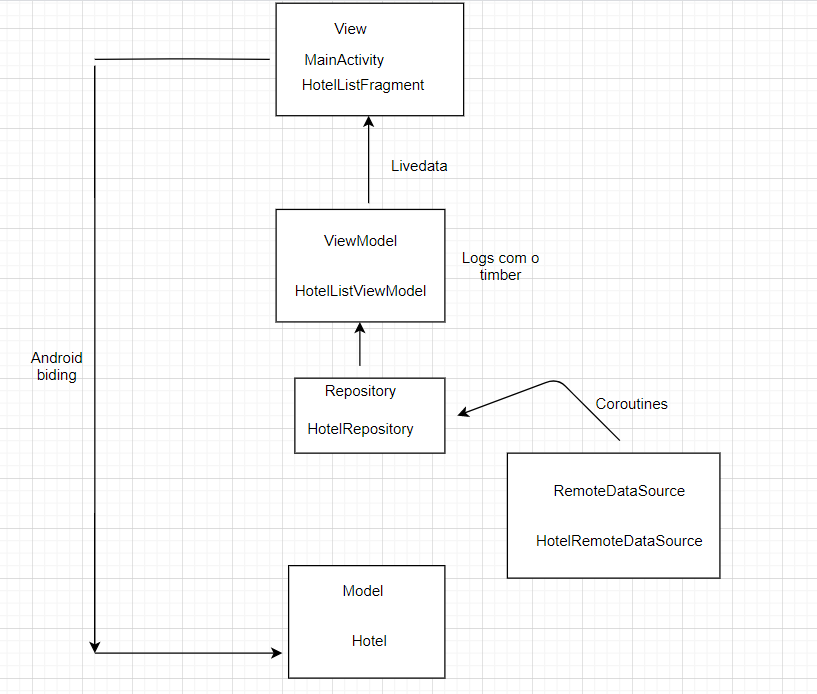 View
MainActivity
HotelListFragment
Livedata
ViewModel
HotelListViewModel
Logs com o
timber
Android
biding
Repository
HotelRepository
Coroutines
RemoteDataSource
HotelRemoteDataSource
Model
Hotel